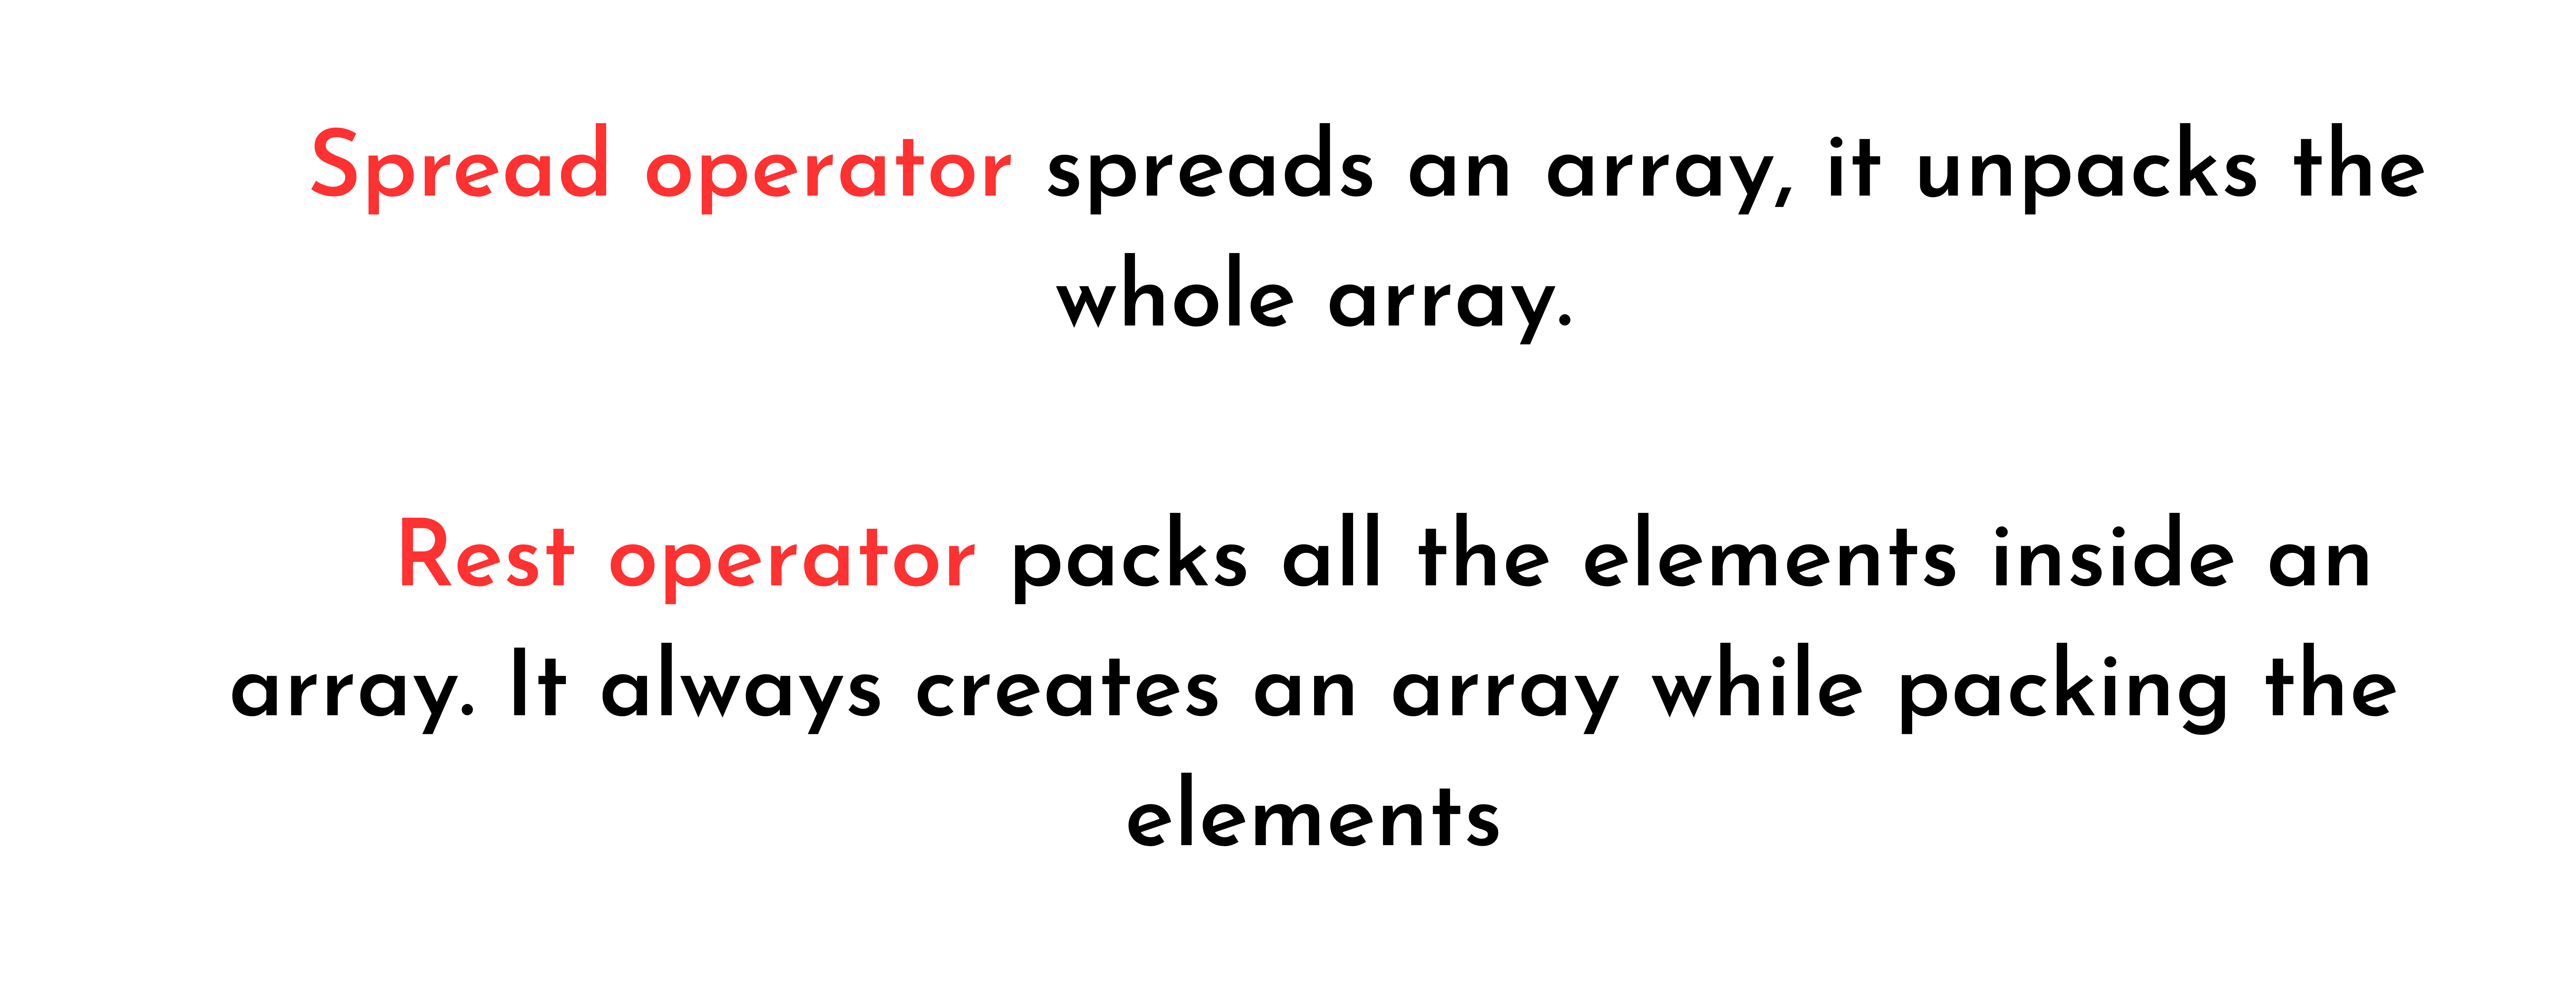 Spread operator spreads an array, it unpacks the
whole array.
Rest operator packs all the elements inside an
array. It always creates an array while packing the
elements